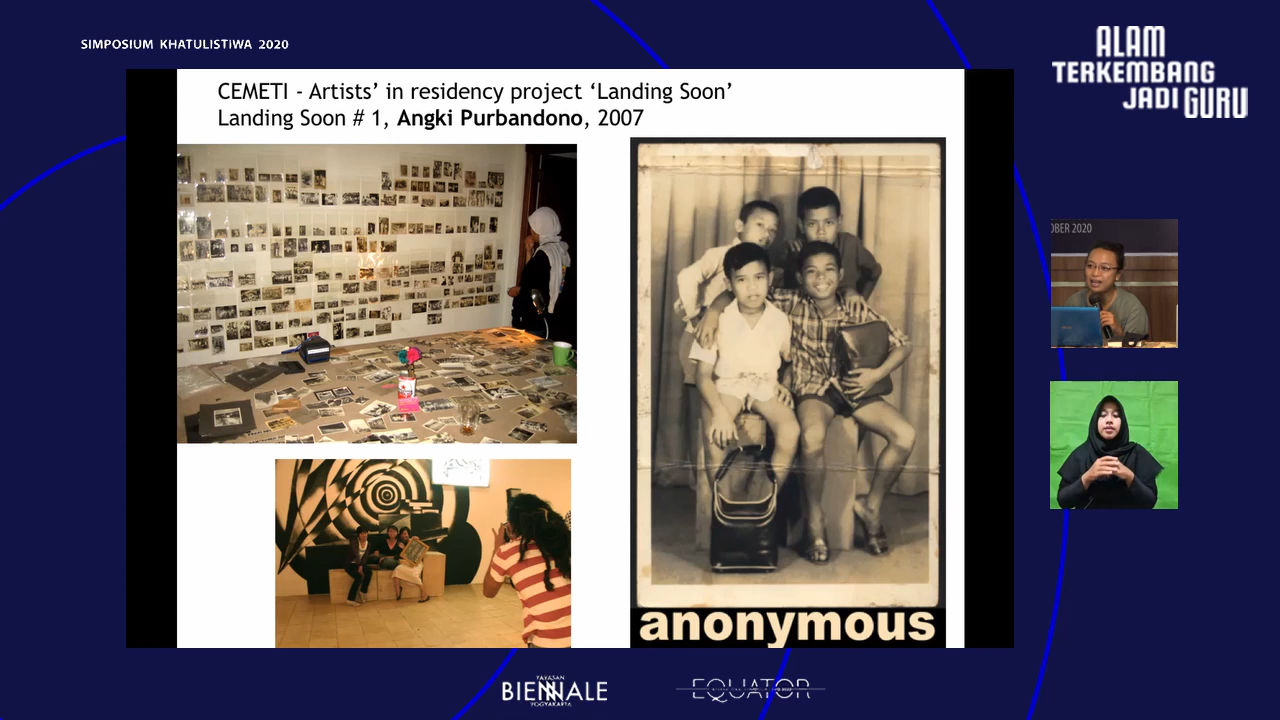 SIMPOSIUM KHATULISTIWA 2020
ALAM
TERKEMBANG
JADI GURU
CEMETI - Artists’ in residency project ‘Landing Soon’
Landing Soon # 1, Angki Purbandono, 2007
anonymous
OBER 2020
YAYASAN
BIENNALE
YOGYAKARTA
EQUATOR